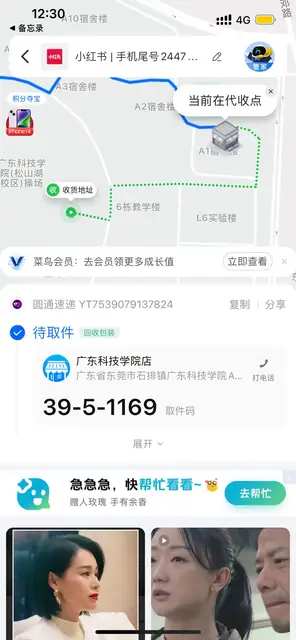 12:30
4G
备忘录
A10宿舍楼
小红书 | 手机尾号2447...
管家
A3宿舍楼
A2宿舍楼
当前在代收点
积分夺宝
iPhone14
广东科技学
院(松山湖
校区)操场
收 收货地址
6栋教学楼
L6实验楼
菜鸟会员：去会员领更多成长值
立即查看
圆通速递 YT7539079137824
复制 | 分享
待取件 回收包装
广东科技学院店
广东省东莞市石排镇广东科技学院A...
打电话
39-5-1169 取件码
展开
急急急，快帮忙看看~
赠人玫瑰 手有余香
去帮忙